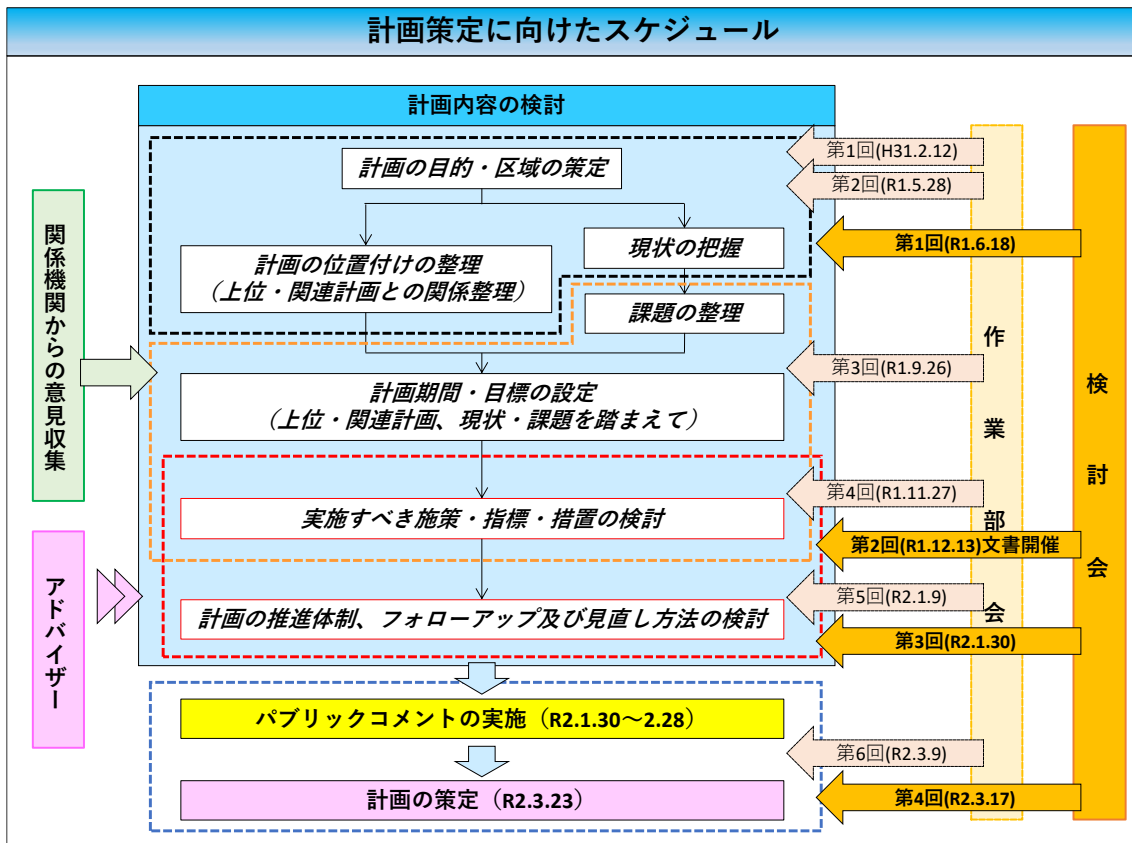 計画策定に向けたスケジュール
計画内容の検討
計画の目的・区域の策定
計画の位置付けの整理
（上位・関連計画との関係整理）
現状の把握
課題の整理
計画期間・目標の設定
（上位・関連計画、現状・課題を踏まえて）
実施すべき施策・指標・措置の検討
計画の推進体制、フォローアップ及び見直し方法の検討
パブリックコメントの実施（R2.1.30～2.28）
計画の策定（R2.3.23）
関係機関からの意見収集
アドバイザー
第1回(H31.2.12)
第2回(R1.5.28)
第1回(R1.6.18)
第3回(R1.9.26)
第4回(R1.11.27)
第2回(R1.12.13)文書開催
第5回(R2.1.9)
第3回(R2.1.30)
第6回(R2.3.9)
第4回(R2.3.17)
作業部会
検討会